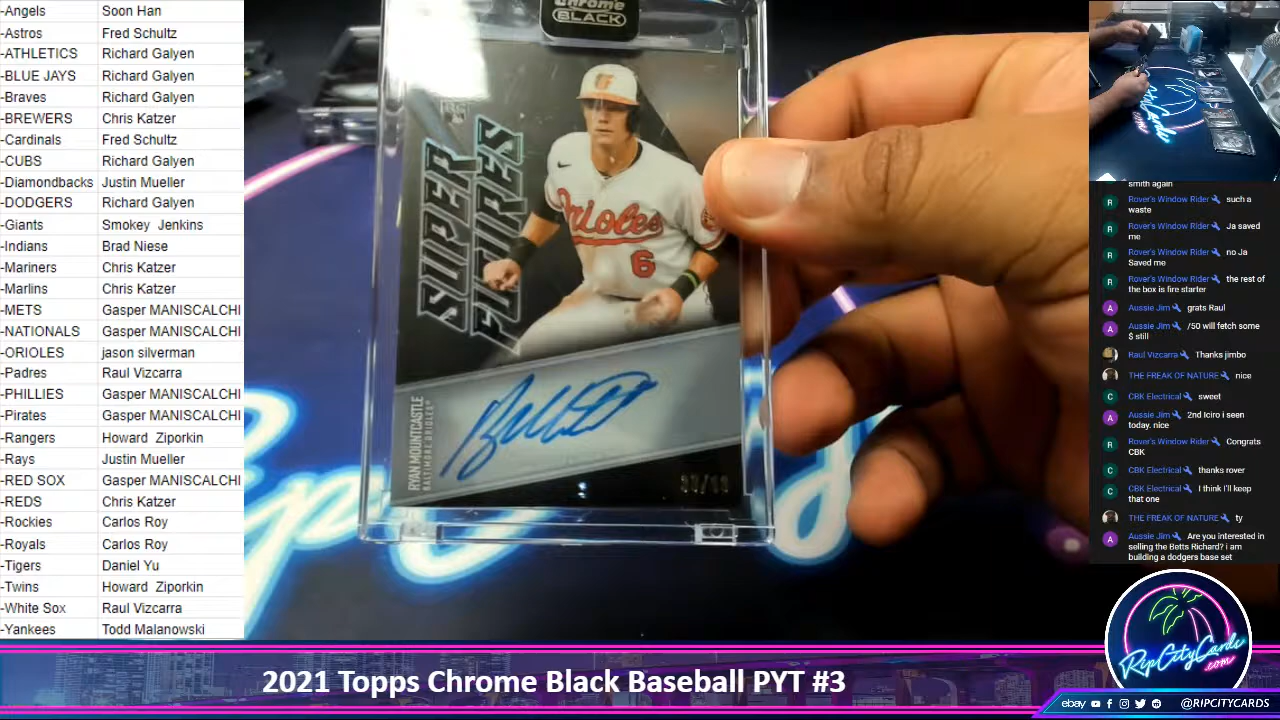 -Angels Soon Han
-Astros Fred Schultz
-ATHLETICS Richard Galyen
-BLUE JAYS Richard Galyen
-Braves Richard Galyen
-BREWERS Chris Katzer
-Cardinals Fred Schultz
-CUBS Richard Galyen
-Diamondbacks Justin Mueller
-DODGERS Richard Galyen
-Giants Smokey Jenkins
-Indians Brad Niese
-Mariners Chris Katzer
-Marlins Chris Katzer
-METS Gasper MANISCALCHI
-NATIONALS Gasper MANISCALCHI
-ORIOLES jason silverman
-Padres Raul Vizcarra
-PHILLIES Gasper MANISCALCHI
-Pirates Gasper MANISCALCHI
-Rangers Howard Ziporkin
-Rays Justin Mueller
-RED SOX Gasper MANISCALCHI
-REDS Chris Katzer
-Rockies Carlos Roy
-Royals Carlos Roy
-Tigers Daniel Yu
-Twins Howard Ziporkin
-White Sox Raul Vizcarra
-Yankees Todd Malanowski
Chrome
BLACK
RC
SUPER
FUTURES
Orioles
6
RYAN MOUNTCASTLE
BALTIMORE ORIOLES®
smith again
R Rover's Window Rider such a
waste
R Rover's Window Rider Ja saved
me
R Rover's Window Rider no Ja
Saved me
R Rover's Window Rider the rest of
the box is fire starter
A Aussie Jim grats Raul
A Aussie Jim /50 will fetch some
$ still
Raul Vizcarra Thanks jimbo
THE FREAK OF NATURE nice
C CBK Electrical sweet
A Aussie Jim 2nd Iciro i seen
today. nice
R Rover's Window Rider Congrats
CBK
C CBK Electrical thanks rover
C CBK Electrical I think I'll keep
that one
THE FREAK OF NATURE ty
A Aussie Jim Are you interested in
selling the Betts Richard? i am
building a dodgers base set
RipCityCards
.com
2021 Topps Chrome Black Baseball PYT #3
ebay @RIPCITYCARDS